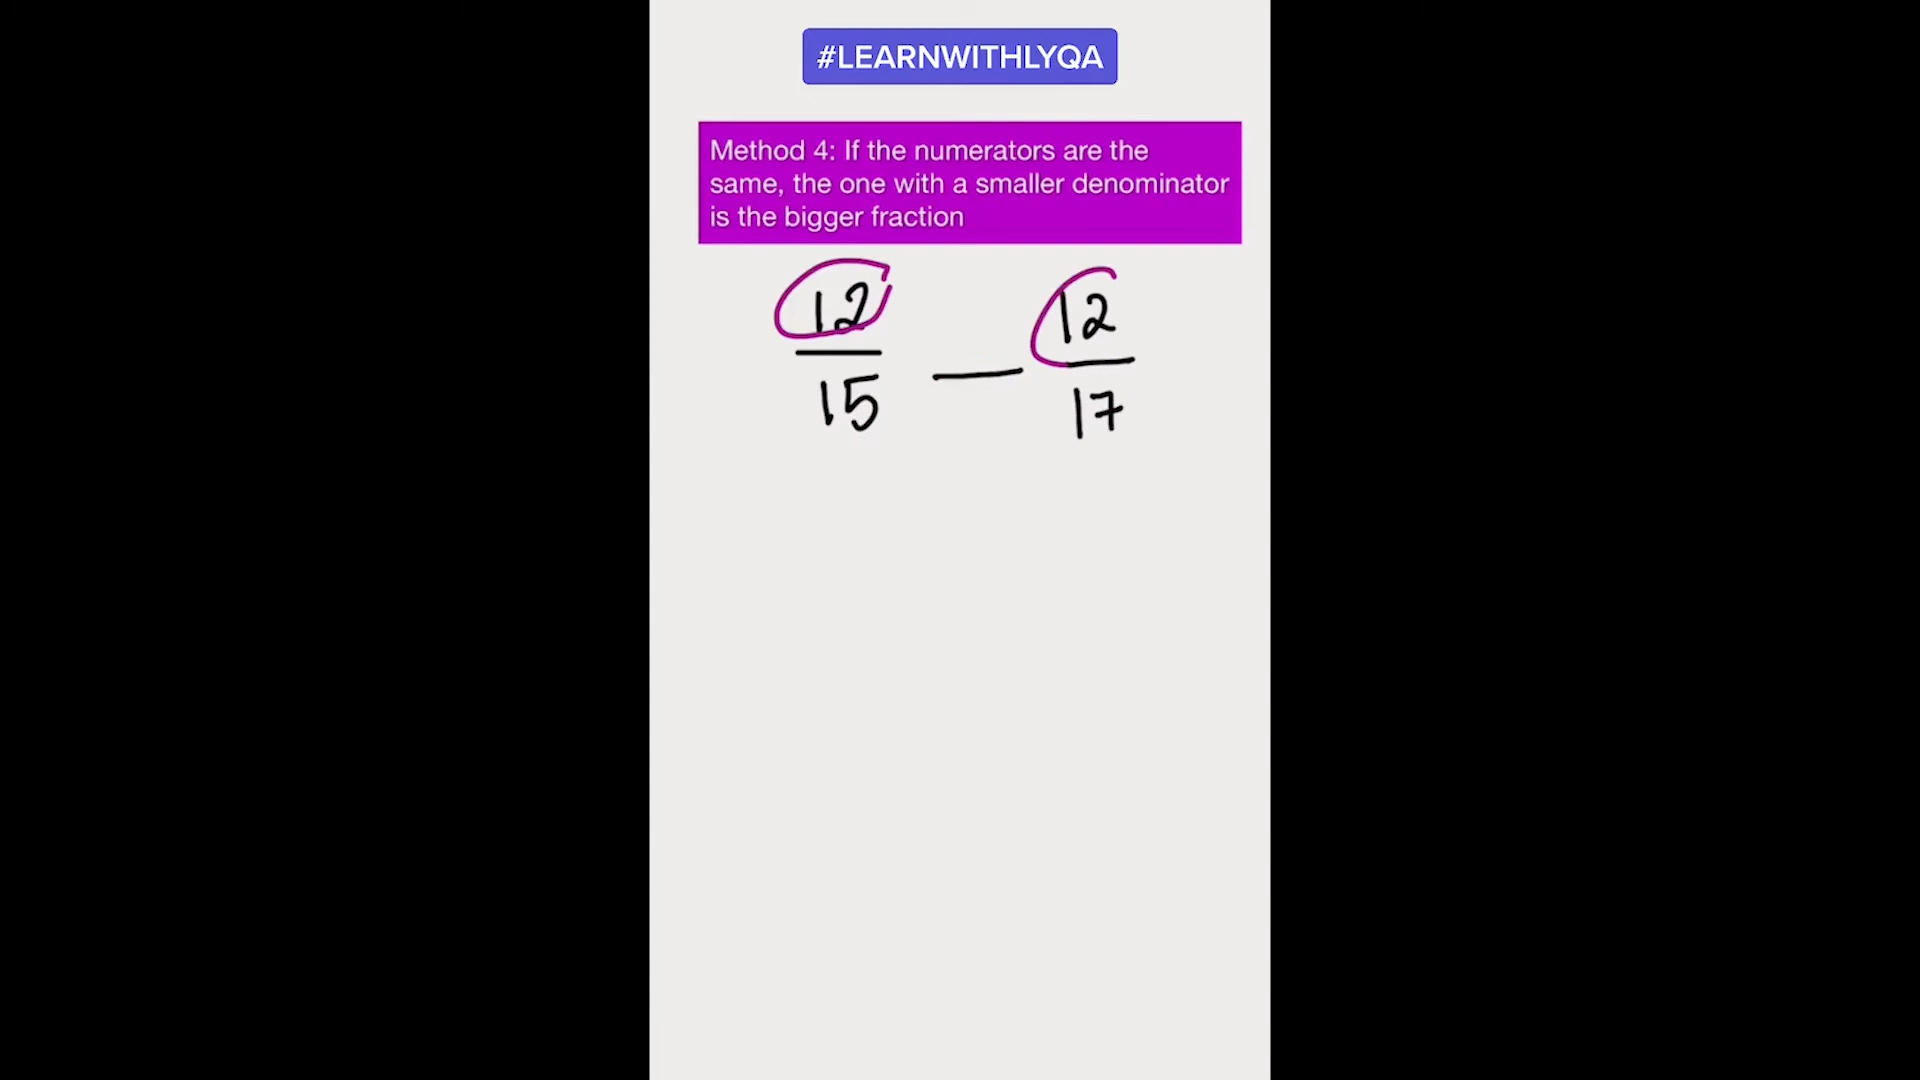 #LEARNWITHLYQA
Method 4: If the numerators are the
same, the one with a smaller denominator
is the bigger fraction
12 12
15 __ 17